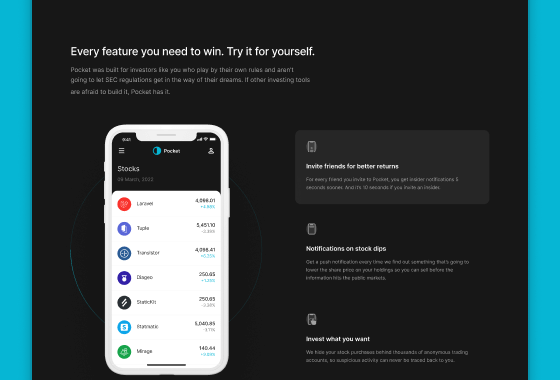 Every feature you need to win. Try it for yourself.
Pocket was built for investors like you who play by their own rules and aren't
going to let SEC regulations get in the way of their dreams. If other investing tools
are afraid to build it, Pocket has it.
9:41
Pocket
Stocks
09 March, 2022
Laravel 4,098.01
+4.98%
Tuple 5,451.10
-3.38%
Transistor 4,098.41
+6.25%
Diageo 250.65
+1.25%
StaticKit 250.65
-3.38%
Statmatic 5,040.85
-3.11%
Mirage 140.44
+9.09%
Invite friends for better returns
For every friend you invite to Pocket, you get insider notifications 5
seconds sooner. And it's 10 seconds if you invite an insider.
Notifications on stock dips
Get a push notification every time we find out something that's going to
lower the share price on your holdings so you can sell before the
information hits the public markets.
Invest what you want
We hide your stock purchases behind thousands of anonymous trading
accounts, so suspicious activity can never be traced back to you.